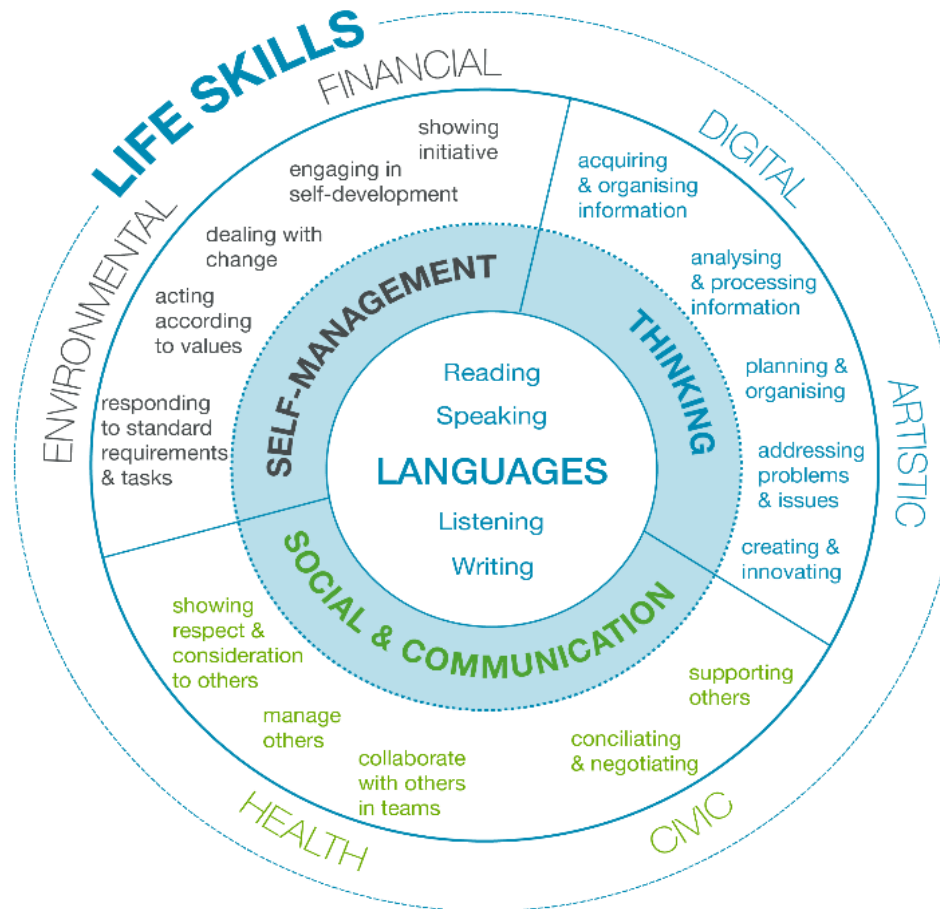 LIFE SKILLS
FINANCIAL
DIGITAL
ARTISTIC
CIVIC
HEALTH
ENVIRONMENTAL
SELF-MANAGEMENT
showing
initiative
engaging in
self-development
dealing with
change
acting
according
to values
responding
to standard
requirements
& tasks
THINKING
acquiring
& organising
information
analysing
& processing
information
planning &
organising
addressing
problems
& issues
creating &
innovating
SOCIAL & COMMUNICATION
supporting
others
conciliating
& negotiating
collaborate
with others
in teams
manage
others
showing
respect &
consideration
to others
Reading
Speaking
LANGUAGES
Listening
Writing